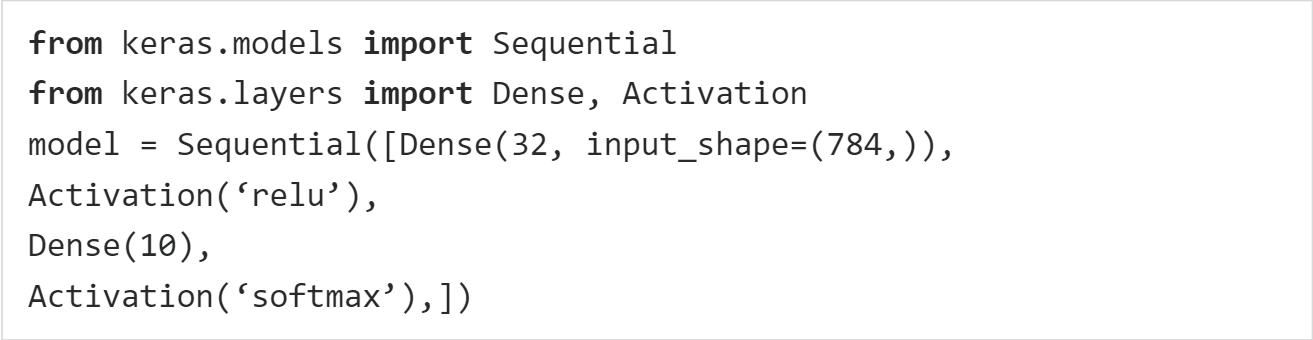 from keras.models import Sequential
from keras.layers import Dense, Activation
model = Sequential([Dense(32, input_shape=(784,)),
Activation(‘relu’),
Dense(10),
Activation(‘softmax’),])